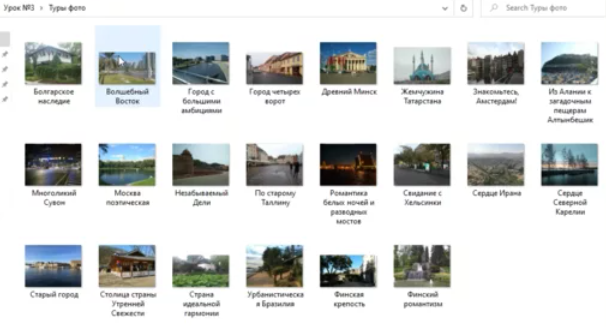 Урок №3 › Туры фото
Search Туры фото
Болгарское наследие
Волшебный Восток
Город с большими амбициями
Город четырех ворот
Древний Минск
Жемчужина Татарстана
Знакомьтесь, Амстердам!
Из Алании к загадочным пещерам Алтынбешик
Многоликий Сувон
Москва поэтическая
Незабываемый Дели
По старому Таллину
Романтика белых ночей и разводных мостов
Свидание с Хельсинки
Сердце Ирана
Сердце Северной Карелии
Старый город
Столица страны Утренней Свежести
Страна идеальной гармонии
Урбанистическая Бразилия
Финская крепость
Финский романтизм